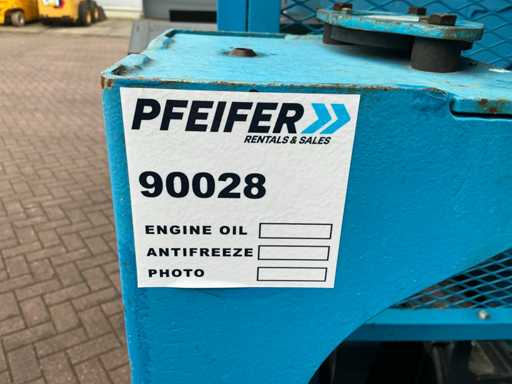 PFEIFER
RENTALS & SALES
90028
ENGINE OIL
ANTIFREEZE
PHOTO